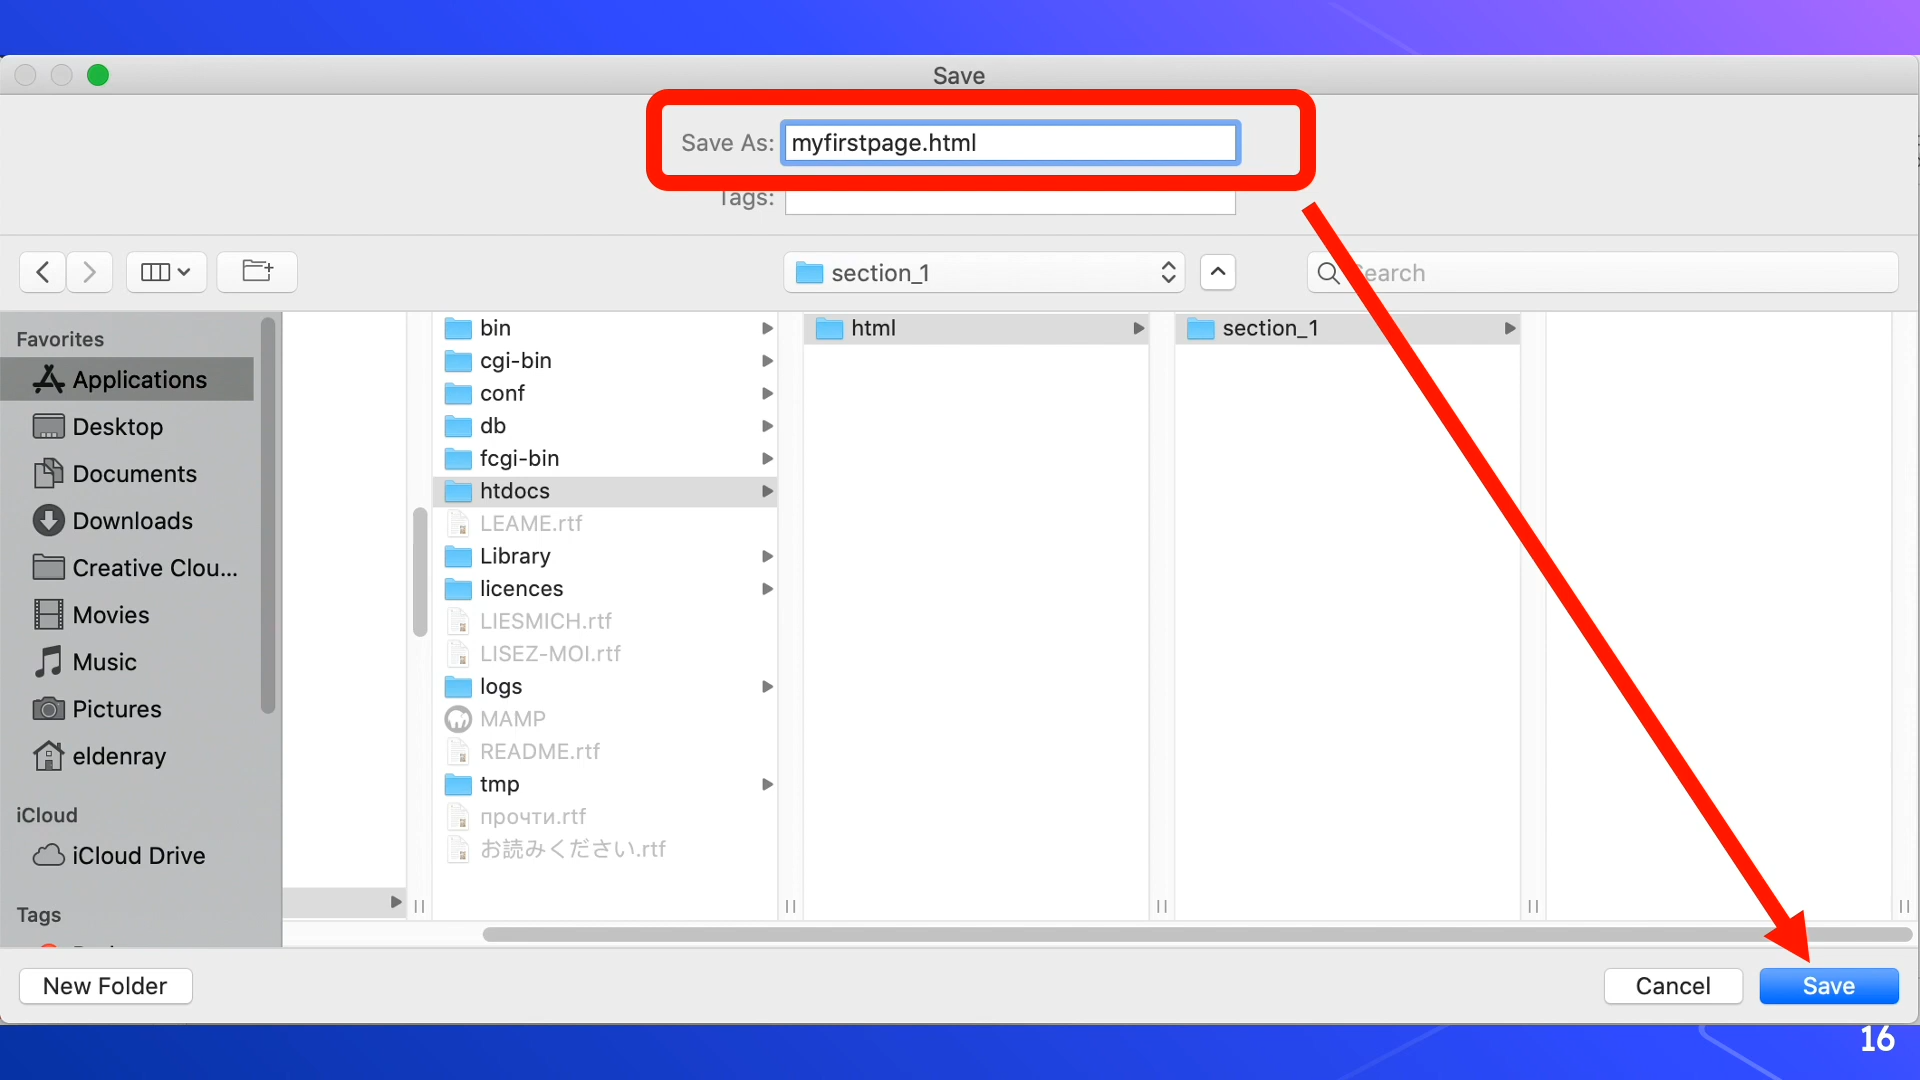 Save
Save As: myfirstpage.html
Tags:
section_1
Search
Favorites
Applications
Desktop
Documents
Downloads
Creative Clou...
Movies
Music
Pictures
eldenray
iCloud
iCloud Drive
Tags
bin
cgi-bin
conf
db
fcgi-bin
htdocs
LEAME.rtf
Library
licences
LIESMICH.rtf
LISEZ-MOI.rtf
logs
MAMP
README.rtf
tmp
прочти.rtf
お読みください.rtf
html
section_1
New Folder
Cancel
Save
16